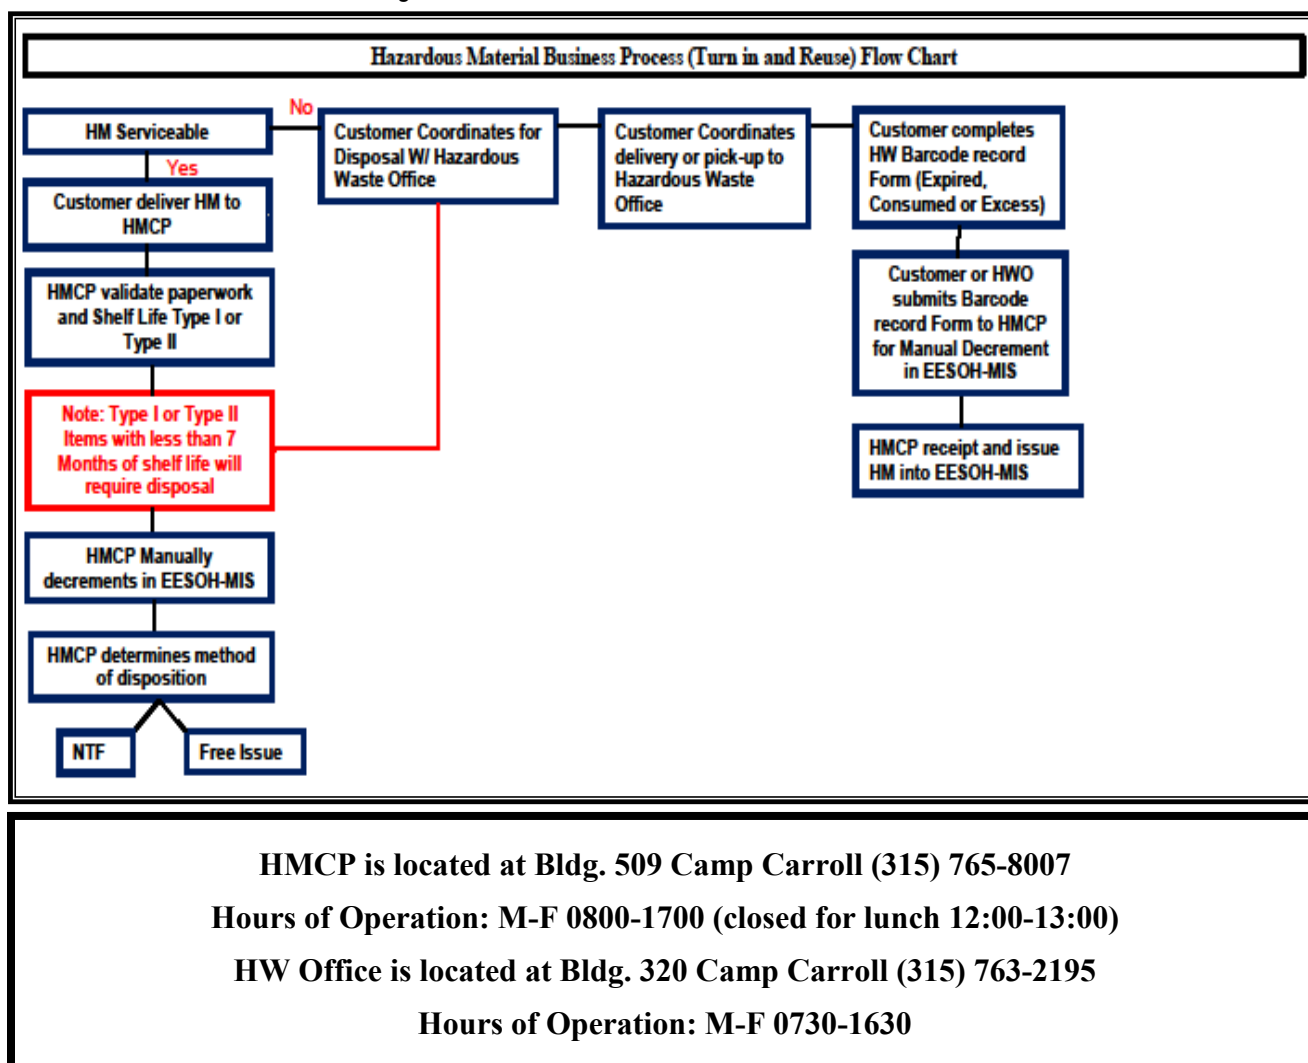 Hazardous Material Business Process (Turn in and Reuse) Flow Chart
HM Serviceable
No
Yes
Customer Coordinates for
Disposal W/ Hazardous
Waste Office
Customer Coordinates
delivery or pick-up to
Hazardous Waste
Office
Customer completes
HW Barcode record
Form (Expired,
Consumed or Excess)
Customer deliver HM to
HMCP
HMCP validate paperwork
and Shelf Life Type I or
Type II
Customer or HWO
submits Barcode
record Form to HMCP
for Manual Decrement
in EESOH-MIS
Note: Type I or Type II
Items with less than 7
Months of shelf life will
require disposal
HMCP receipt and issue
HM into EESOH-MIS
HMCP Manually
decrements in EESOH-MIS
HMCP determines method
of disposition
NTF
Free Issue
HMCP is located at Bldg. 509 Camp Carroll (315) 765-8007
Hours of Operation: M-F 0800-1700 (closed for lunch 12:00-13:00)
HW Office is located at Bldg. 320 Camp Carroll (315) 763-2195
Hours of Operation: M-F 0730-1630